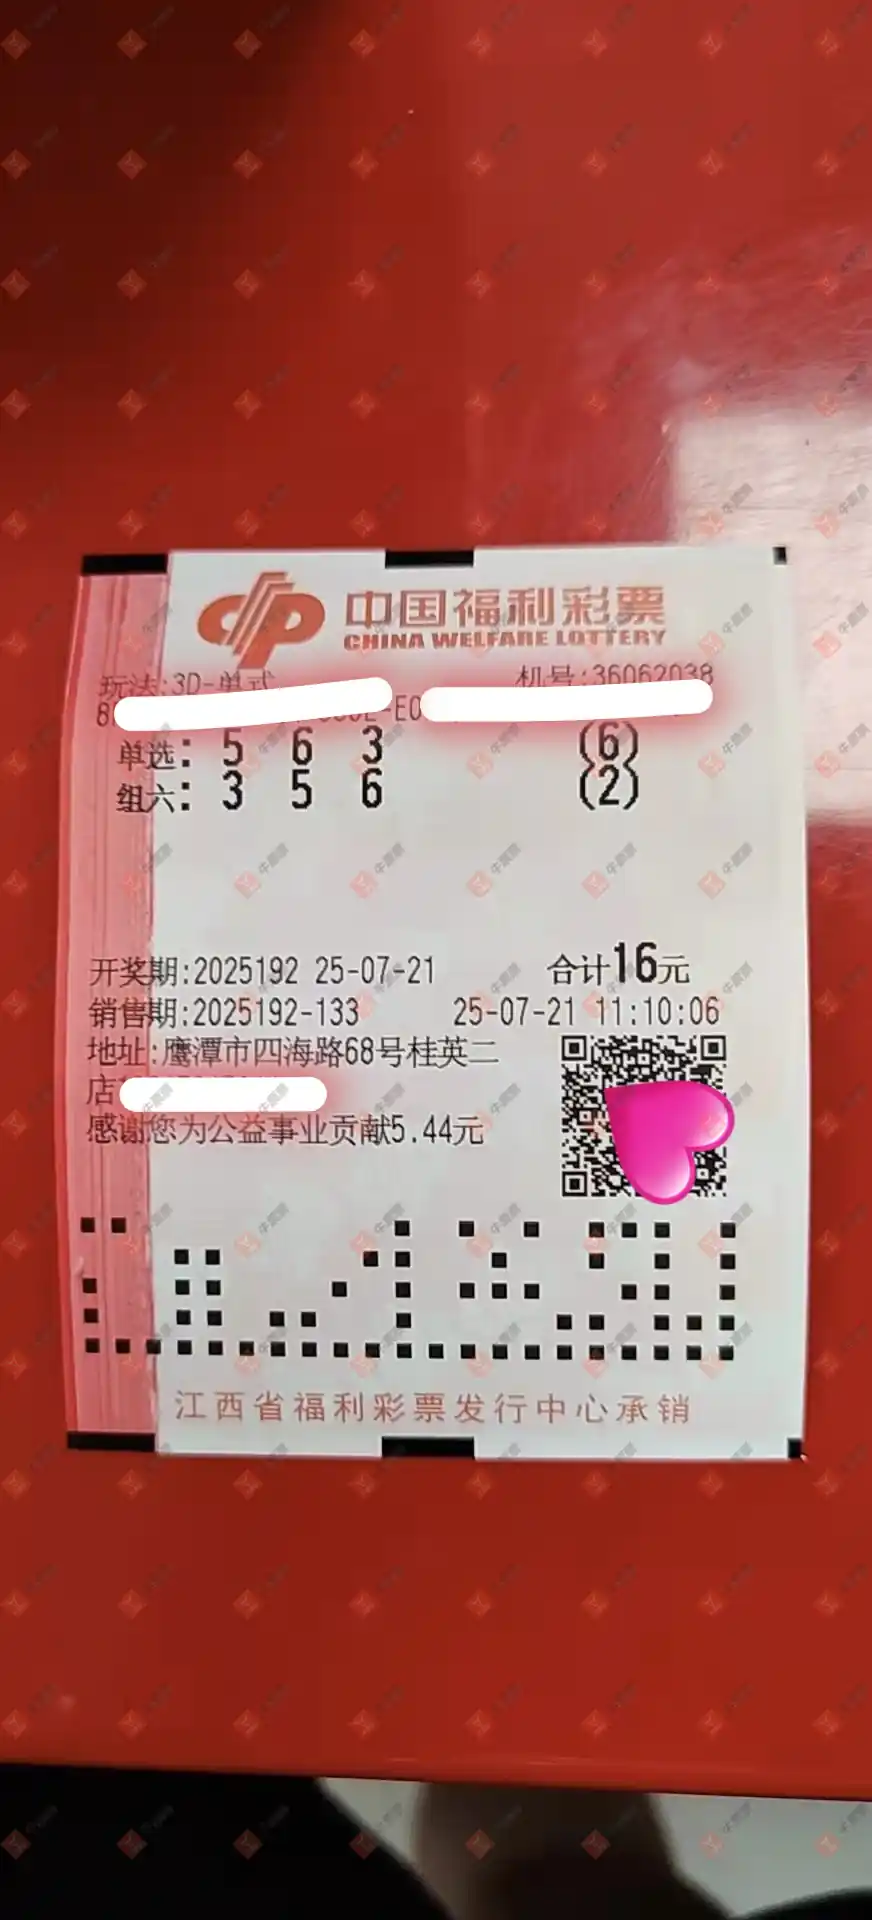 中国福利彩票
CHINA WELFARE LOTTERY
玩法:3D-单式 机号:36062038
单选: 5 6 3 (6)
组六: 3 5 6 (2)
开奖期:2025192 25-07-21 合计16元
销售期:2025192-133 25-07-21 11:10:06
地址:鹰潭市四海路68号桂英二
店
感谢您为公益事业贡献5.44元
江西省福利彩票发行中心承销